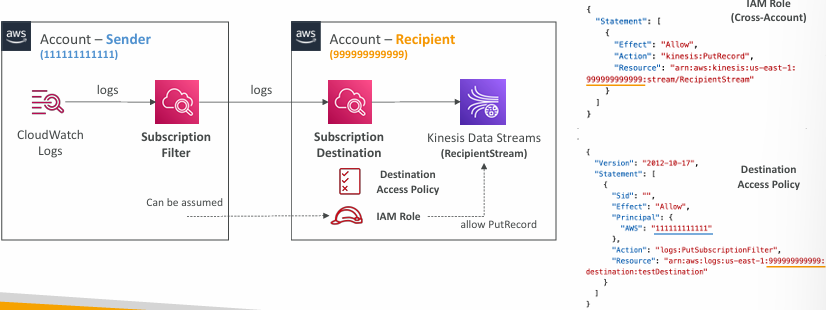 aws
Account – Sender
(111111111111)
logs
CloudWatch
Logs
Subscription
Filter
logs
Can be assumed
aws
Account – Recipient
(999999999999)
Subscription
Destination
Kinesis Data Streams
(RecipientStream)
Destination
Access Policy
IAM Role
allow PutRecord
IAM Role
(Cross-Account)
{
"Statement": [
{
"Effect": "Allow",
"Action": "kinesis:PutRecord",
"Resource": "arn:aws:kinesis:us-east-1:
999999999999:stream/RecipientStream"
}
]
}
Destination
Access Policy
{
"Version": "2012-10-17",
"Statement": [
{
"Sid": "",
"Effect": "Allow",
"Principal": {
"AWS": "111111111111"
},
"Action": "logs:PutSubscriptionFilter",
"Resource": "arn:aws:logs:us-east-1:999999999999:
destination:testDestination"
}
]
}